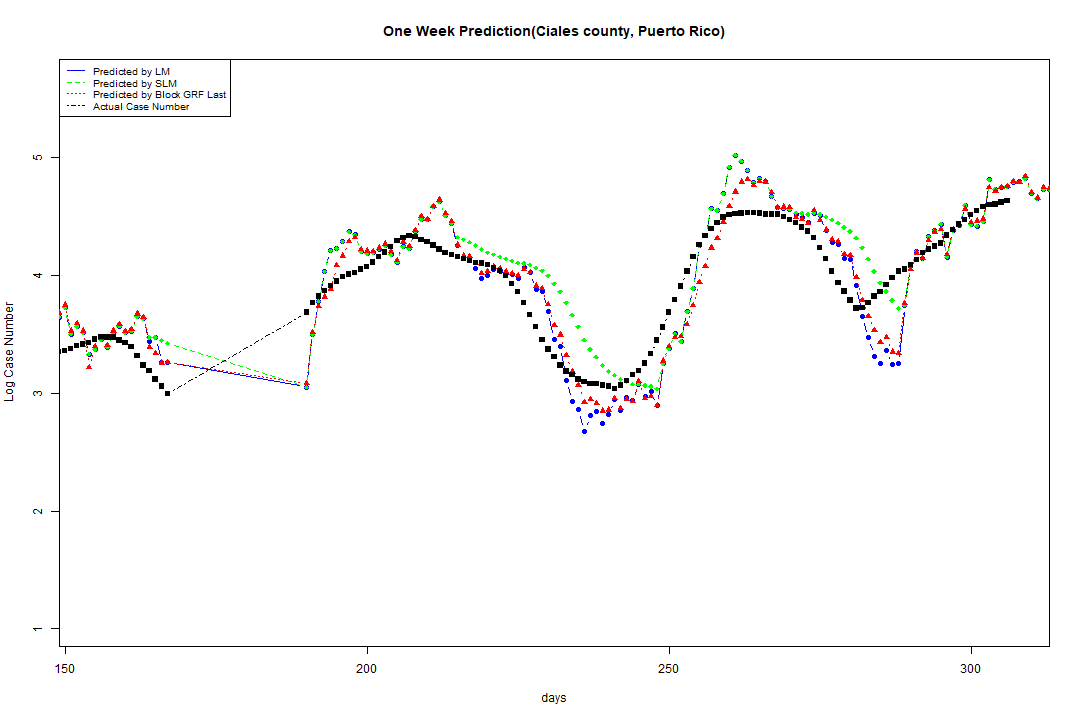 One Week Prediction(Ciales county, Puerto Rico)
Predicted by LM
Predicted by SLM
Predicted by Block GRF Last
Actual Case Number
5
4
3
2
1
Log Case Number
150 200 250 300
days